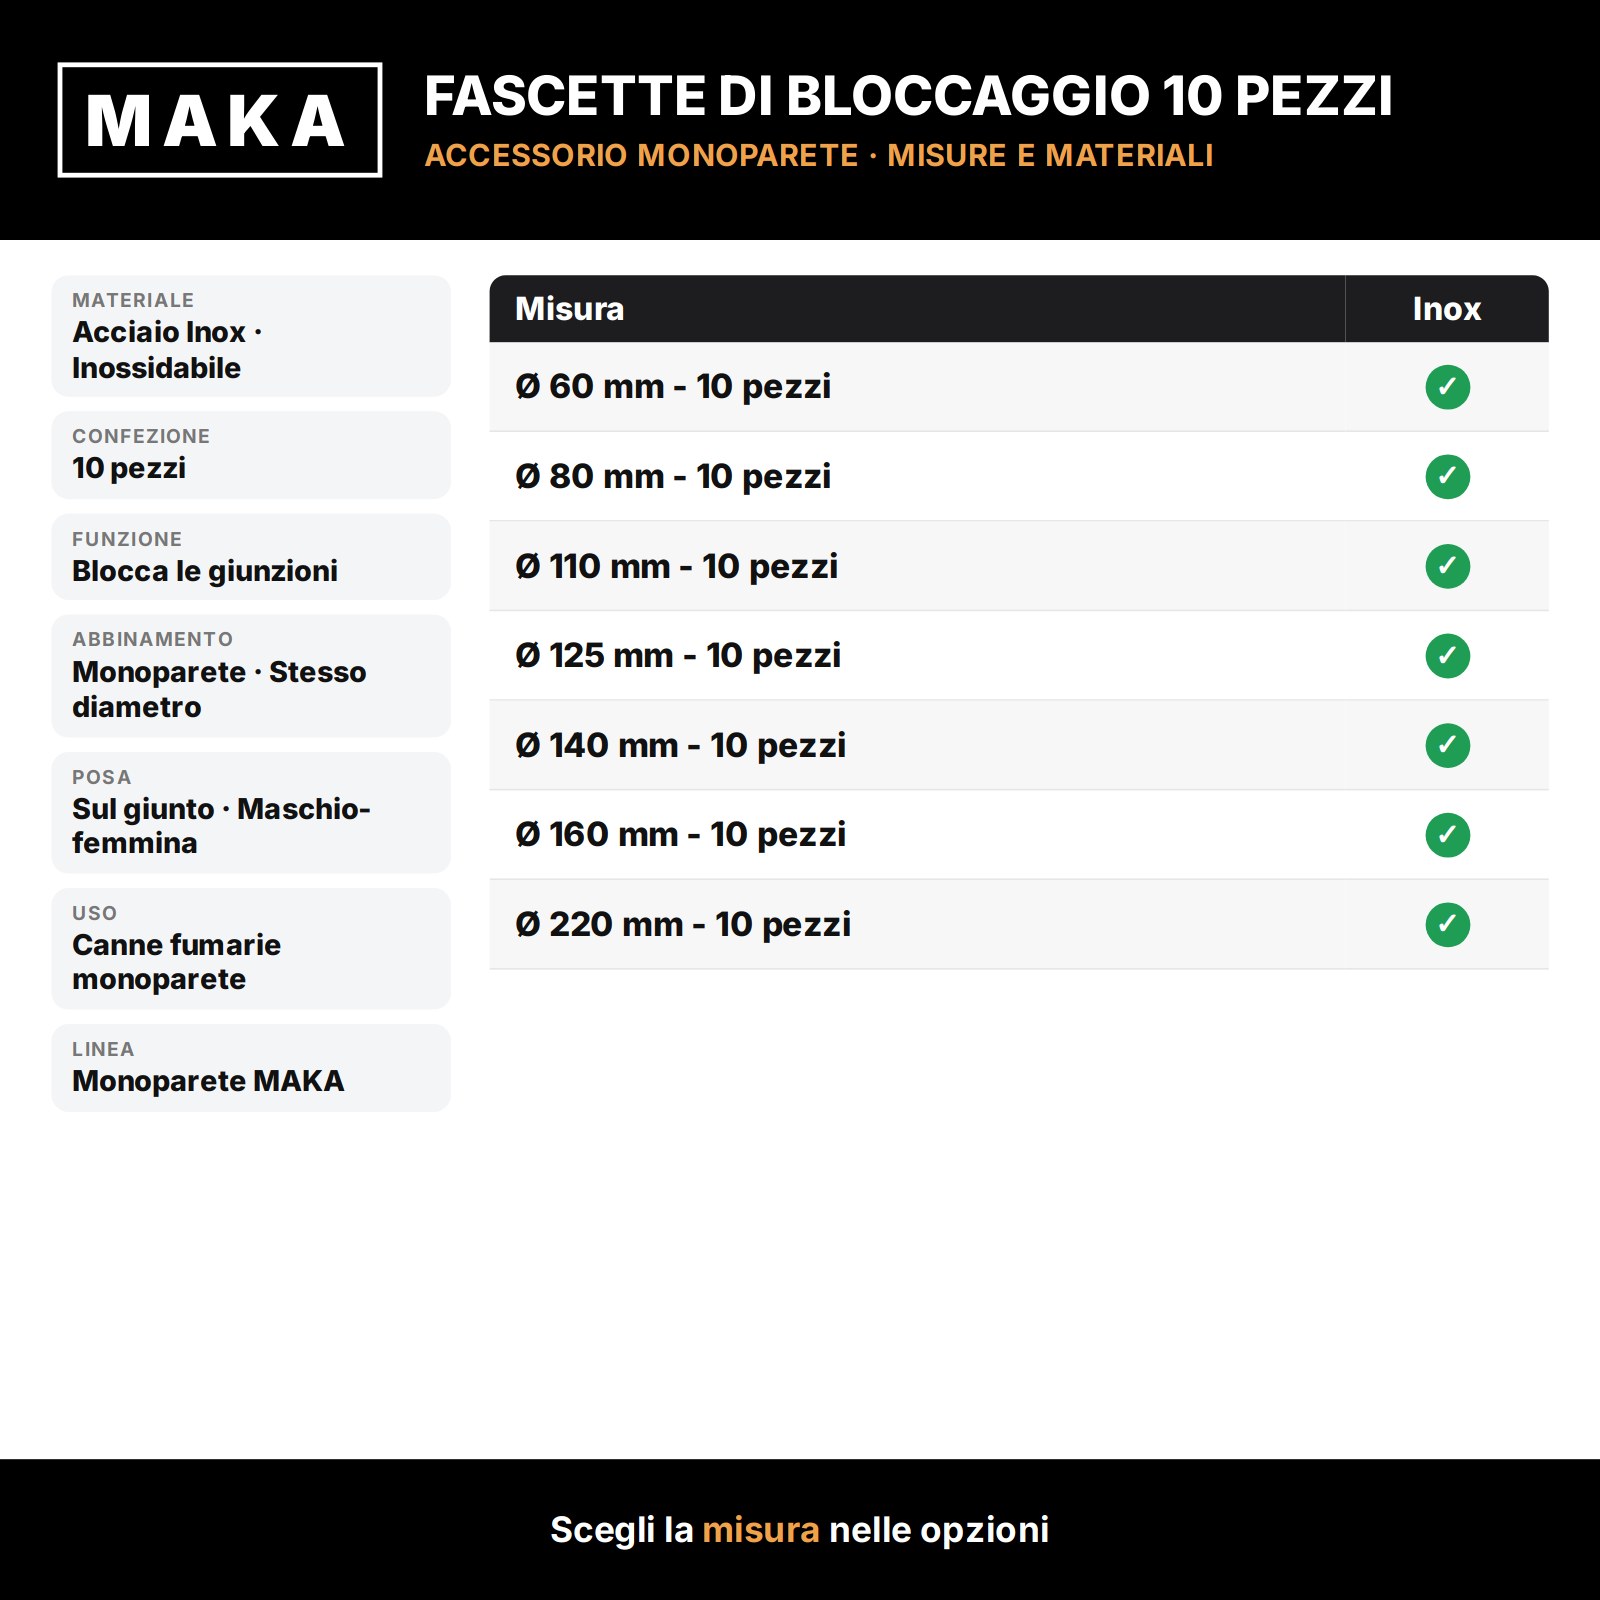 MAKA
FASCETTE DI BLOCCAGGIO 10 PEZZI
ACCESSORIO MONOPARETE · MISURE E MATERIALI
MATERIALE
Acciaio Inox ·
Inossidabile
CONFEZIONE
10 pezzi
FUNZIONE
Blocca le giunzioni
ABBINAMENTO
Monoparete · Stesso
diametro
POSA
Sul giunto · Maschio-
femmina
USO
Canne fumarie
monoparete
LINEA
Monoparete MAKA
Misura Inox
Ø 60 mm - 10 pezzi ✓
Ø 80 mm - 10 pezzi ✓
Ø 110 mm - 10 pezzi ✓
Ø 125 mm - 10 pezzi ✓
Ø 140 mm - 10 pezzi ✓
Ø 160 mm - 10 pezzi ✓
Ø 220 mm - 10 pezzi ✓
Scegli la misura nelle opzioni